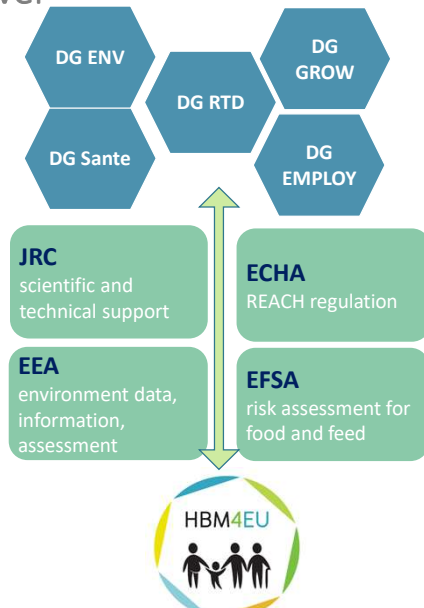 DG ENV
DG
GROW
DG RTD
DG Sante
DG
EMPLOY
JRC
scientific and
technical support
ECHA
REACH regulation
EEA
environment data,
information,
assessment
EFSA
risk assessment for
food and feed
HBM4EU